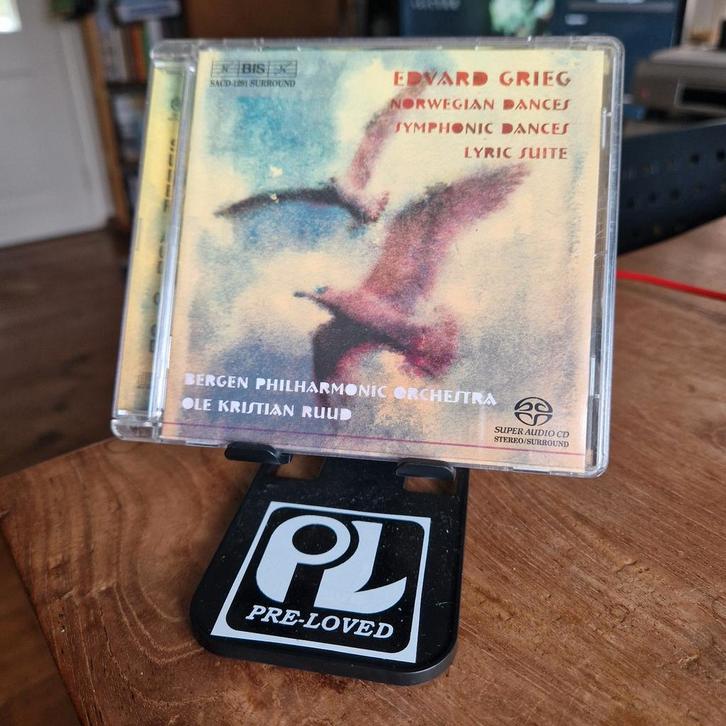 BIS
SACD-1291 SURROUND
EDVARD GRIEG
NORWEGIAN DANCES
SYMPHONIC DANCES
LYRIC SUITE
BERGEN PHILHARMONIC ORCHESTRA
OLE KRISTIAN RUUD
SUPER AUDIO CD
STEREO/SURROUND
PL
PRE-LOVED